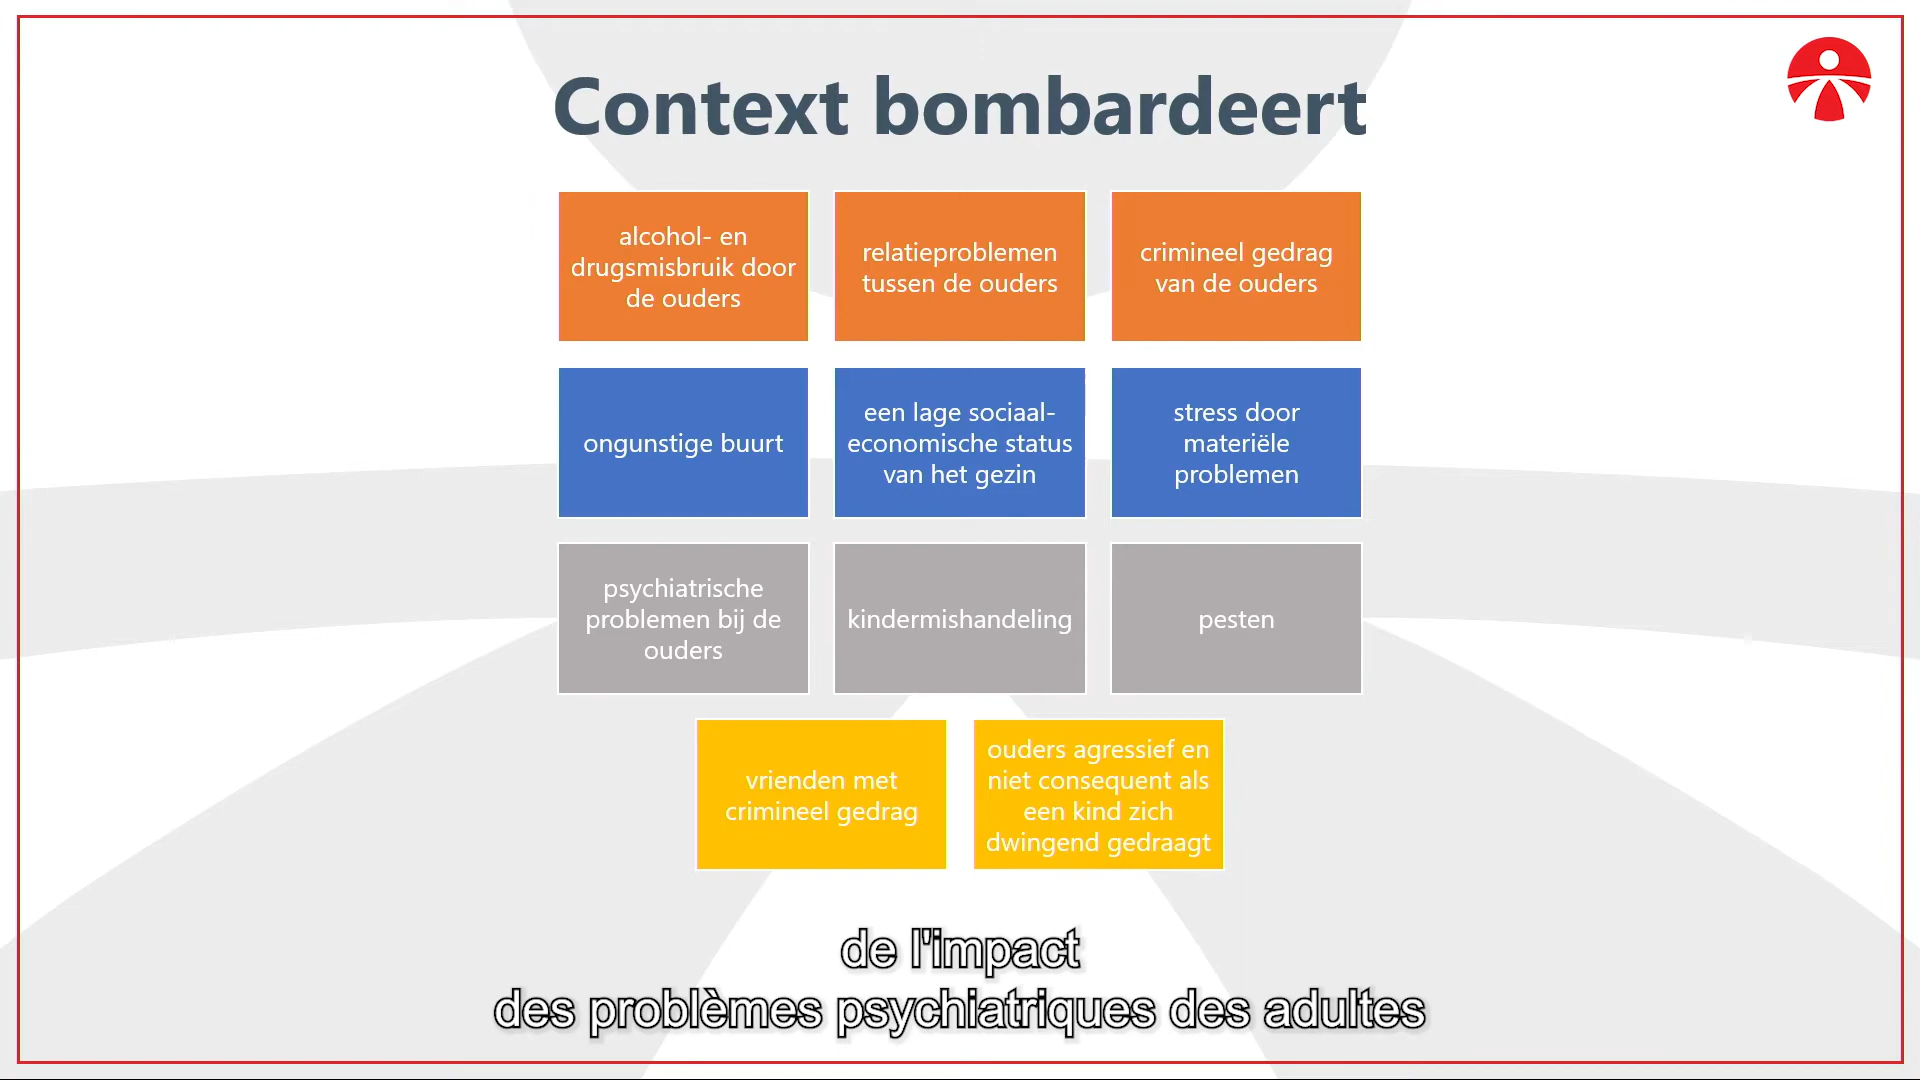 Context bombardeert
alcohol- en
drugsmisbruik door
de ouders
relatieproblemen
tussen de ouders
crimineel gedrag
van de ouders
ongunstige buurt
een lage sociaal-
economische status
van het gezin
stress door
materiële
problemen
psychiatrische
problemen bij de
ouders
kindermishandeling
pesten
vrienden met
crimineel gedrag
ouders agressief en
niet consequent als
een kind zich
dwingend gedraagt
de l'impact
des problèmes psychiatriques des adultes